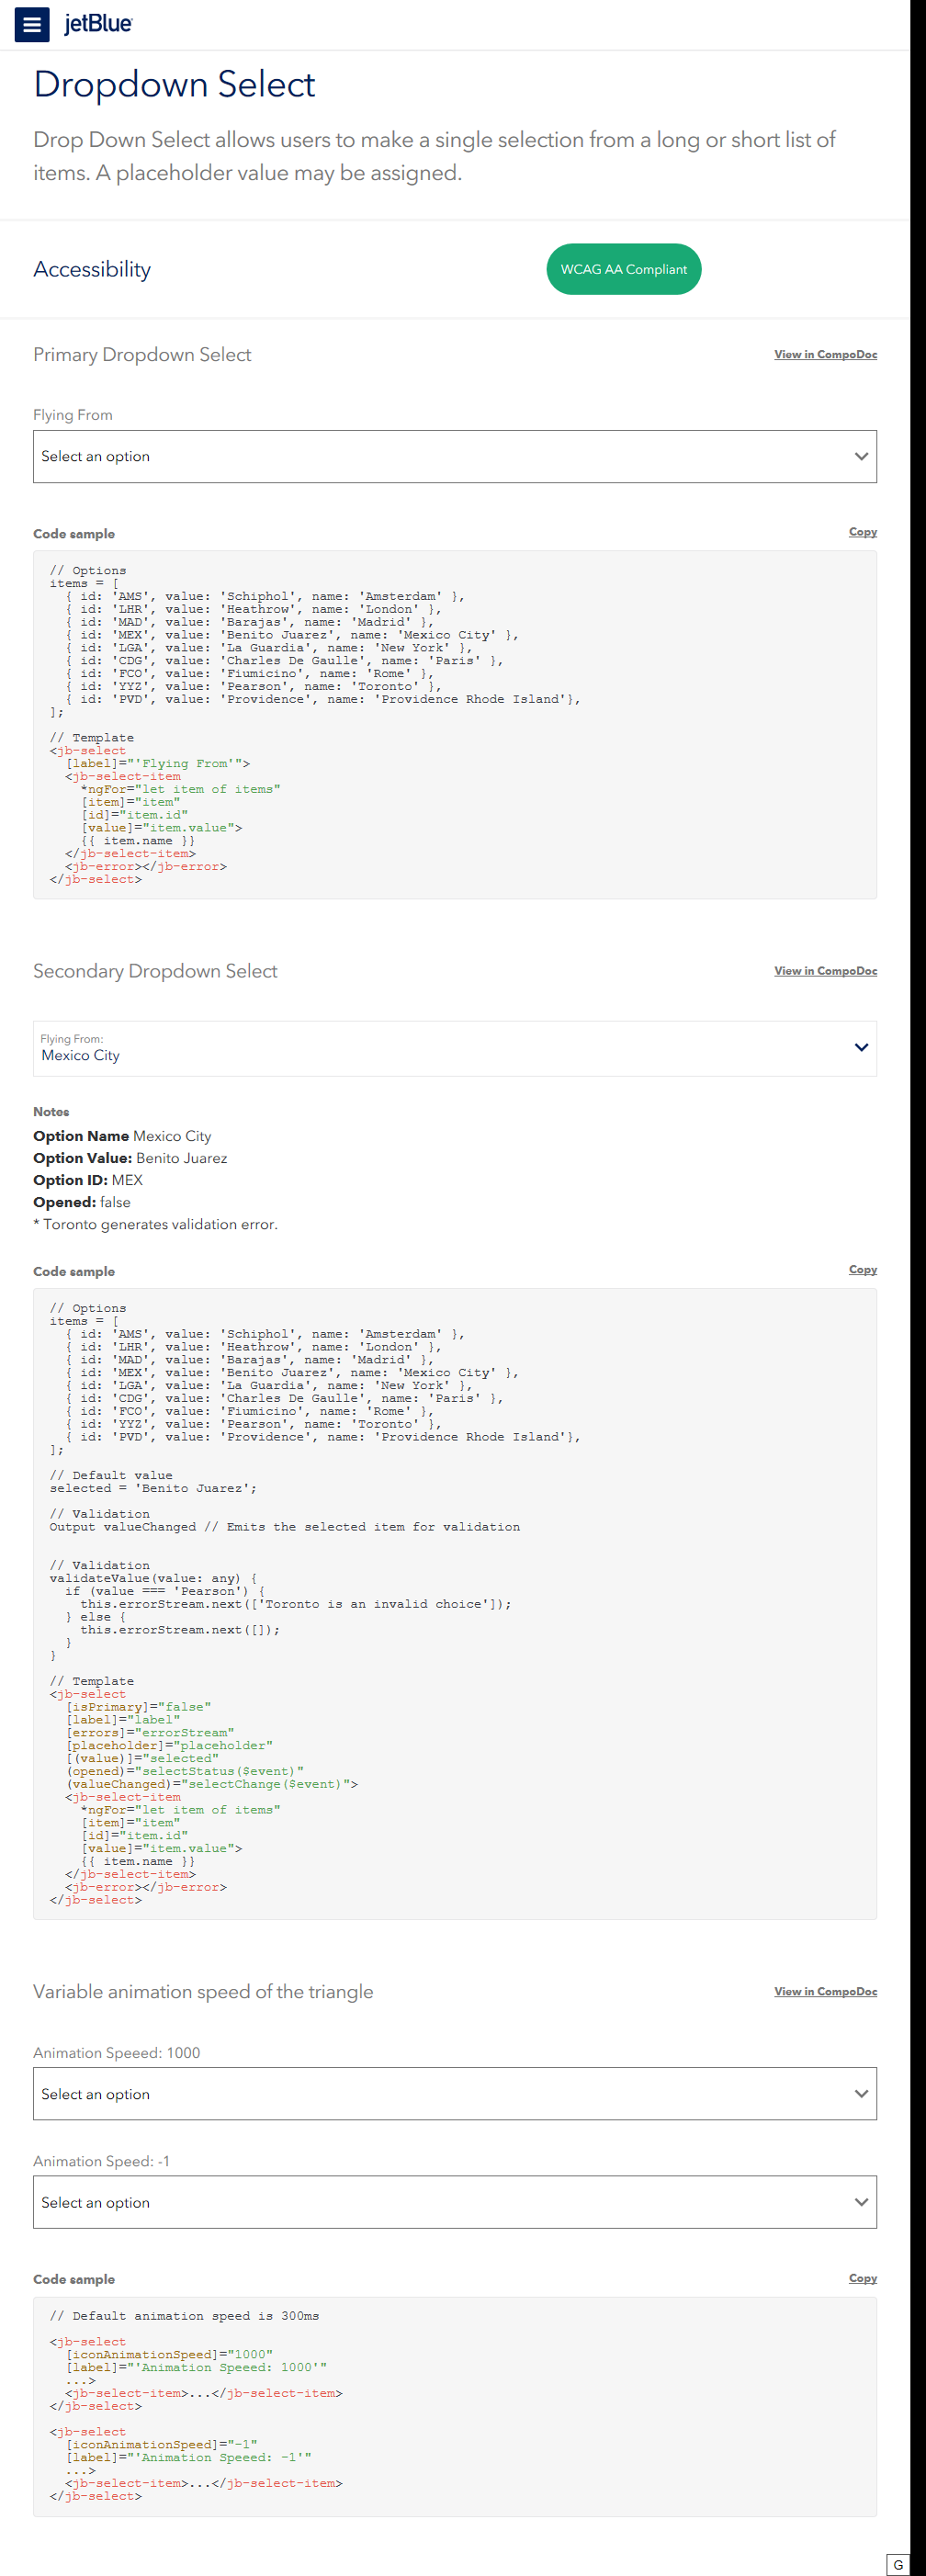 jetBlue
Dropdown Select
Drop Down Select allows users to make a single selection from a long or short list of
items. A placeholder value may be assigned.
Accessibility
WCAG AA Compliant
Primary Dropdown Select
View in CompoDoc
Flying From
Select an option
Code sample
Copy
// Options
items = [
  { id: 'AMS', value: 'Schiphol', name: 'Amsterdam' },
  { id: 'LHR', value: 'Heathrow', name: 'London' },
  { id: 'MAD', value: 'Barajas', name: 'Madrid' },
  { id: 'MEX', value: 'Benito Juarez', name: 'Mexico City' },
  { id: 'LGA', value: 'La Guardia', name: 'New York' },
  { id: 'CDG', value: 'Charles De Gaulle', name: 'Paris' },
  { id: 'FCO', value: 'Fiumicino', name: 'Rome' },
  { id: 'YYZ', value: 'Pearson', name: 'Toronto' },
  { id: 'PVD', value: 'Providence', name: 'Providence Rhode Island'},
];
// Template
<jb-select
  [label]="'Flying From'">
  <jb-select-item
    *ngFor="let item of items"
    [item]="item"
    [id]="item.id"
    [value]="item.value">
    {{ item.name }}
  </jb-select-item>
  <jb-error></jb-error>
</jb-select>
Secondary Dropdown Select
View in CompoDoc
Flying From:
Mexico City
Notes
Option Name Mexico City
Option Value: Benito Juarez
Option ID: MEX
Opened: false
* Toronto generates validation error.
Code sample
Copy
// Options
items = [
  { id: 'AMS', value: 'Schiphol', name: 'Amsterdam' },
  { id: 'LHR', value: 'Heathrow', name: 'London' },
  { id: 'MAD', value: 'Barajas', name: 'Madrid' },
  { id: 'MEX', value: 'Benito Juarez', name: 'Mexico City' },
  { id: 'LGA', value: 'La Guardia', name: 'New York' },
  { id: 'CDG', value: 'Charles De Gaulle', name: 'Paris' },
  { id: 'FCO', value: 'Fiumicino', name: 'Rome' },
  { id: 'YYZ', value: 'Pearson', name: 'Toronto' },
  { id: 'PVD', value: 'Providence', name: 'Providence Rhode Island'},
];
// Default value
selected = 'Benito Juarez';
// Validation
Output valueChanged // Emits the selected item for validation
// Validation
validateValue(value: any) {
  if (value === 'Pearson') {
    this.errorStream.next(['Toronto is an invalid choice']);
  } else {
    this.errorStream.next([]);
  }
}
// Template
<jb-select
  [isPrimary]="false"
  [label]="label"
  [errors]="errorStream"
  [placeholder]="placeholder"
  [(value)]="selected"
  (opened)="selectStatus($event)"
  (valueChanged)="selectChange($event)">
  <jb-select-item
    *ngFor="let item of items"
    [item]="item"
    [id]="item.id"
    [value]="item.value">
    {{ item.name }}
  </jb-select-item>
  <jb-error></jb-error>
</jb-select>
Variable animation speed of the triangle
View in CompoDoc
Animation Speeed: 1000
Select an option
Animation Speed: -1
Select an option
Code sample
Copy
// Default animation speed is 300ms
<jb-select
  [iconAnimationSpeed]="1000"
  [label]="'Animation Speeed: 1000'"
  ...>
  <jb-select-item>...</jb-select-item>
</jb-select>
<jb-select
  [iconAnimationSpeed]="-1"
  [label]="'Animation Speeed: -1'"
  ...>
  <jb-select-item>...</jb-select-item>
</jb-select>
G